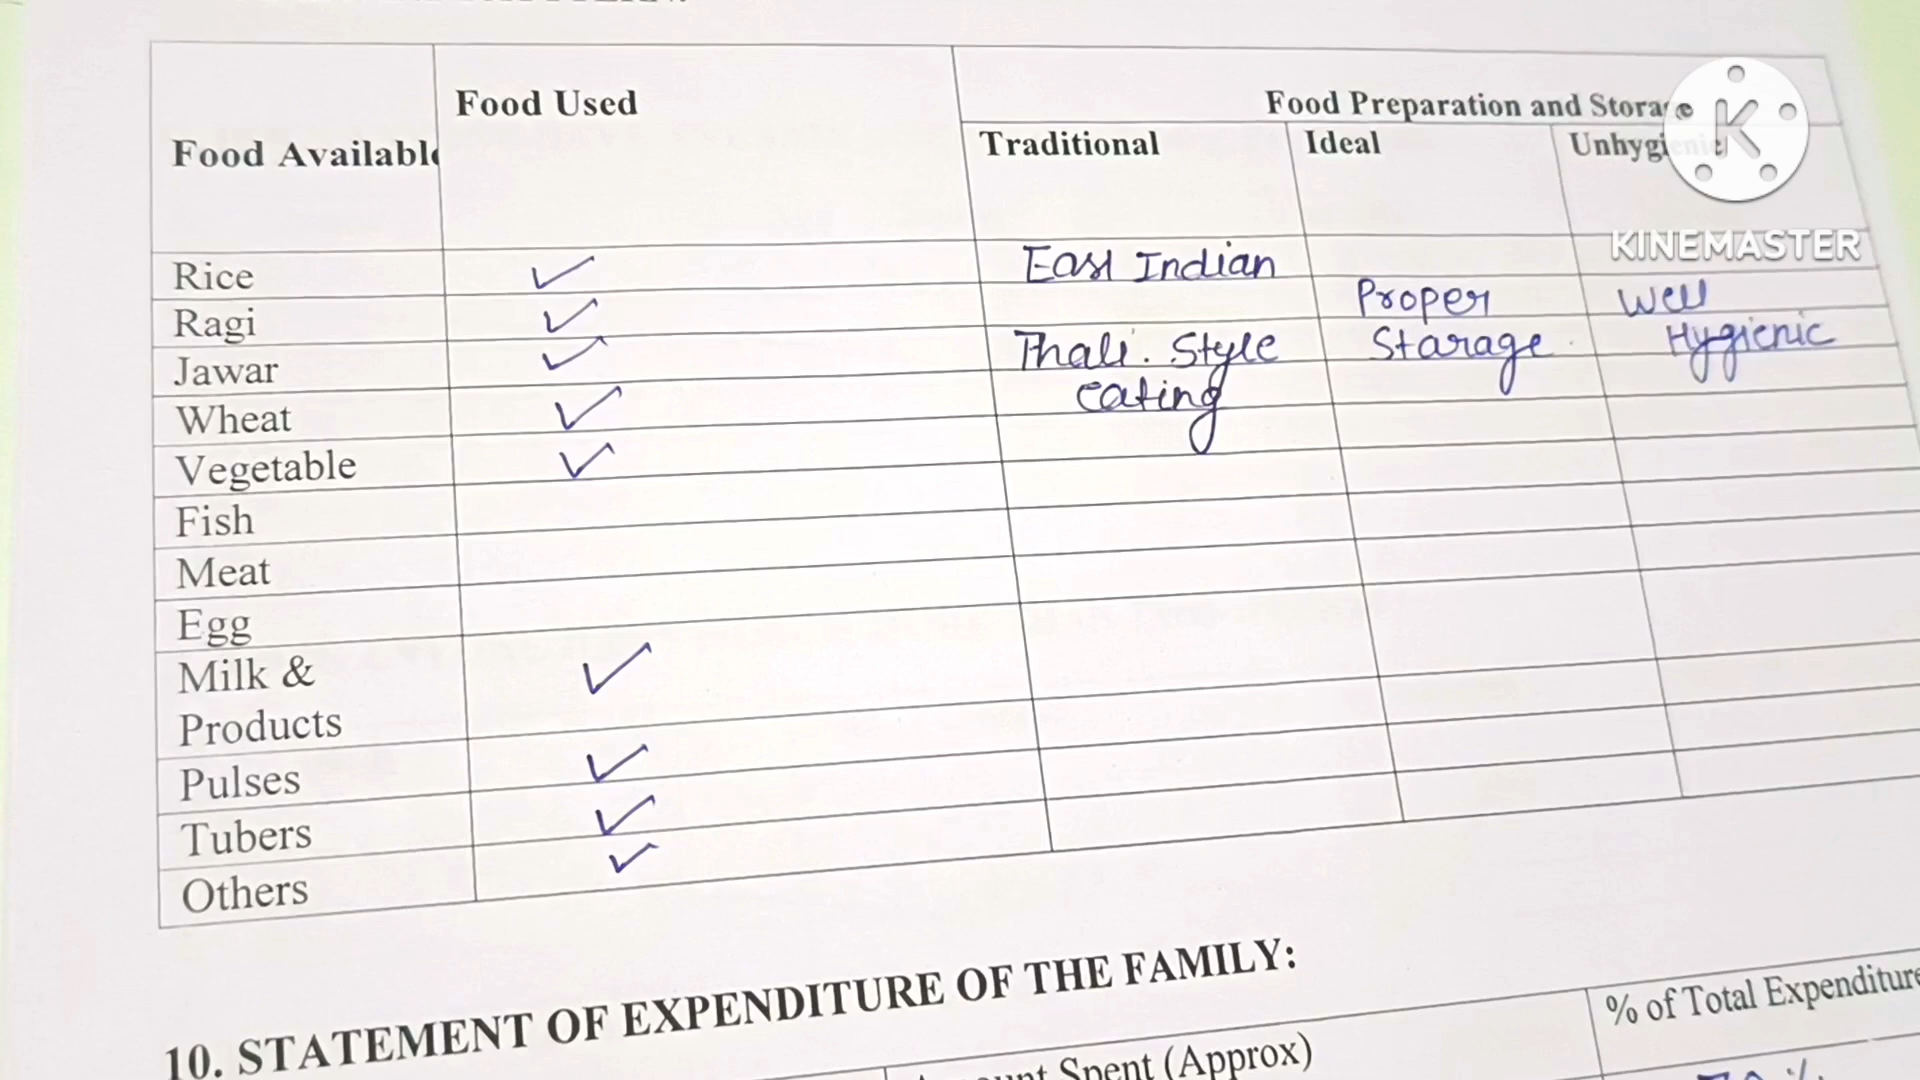 Food Available
Food Used
Food Preparation and Storage
Traditional
Ideal
Unhygienic
KINEMASTER
Rice ✓ East Indian
Ragi ✓ Proper Well
Jawar ✓ Thali. Style Starage Hygienic
Wheat ✓ eating
Vegetable ✓
Fish
Meat
Egg
Milk & ✓
Products
Pulses ✓
Tubers ✓
Others ✓
10. STATEMENT OF EXPENDITURE OF THE FAMILY:
Spent (Approx)
% of Total Expenditure